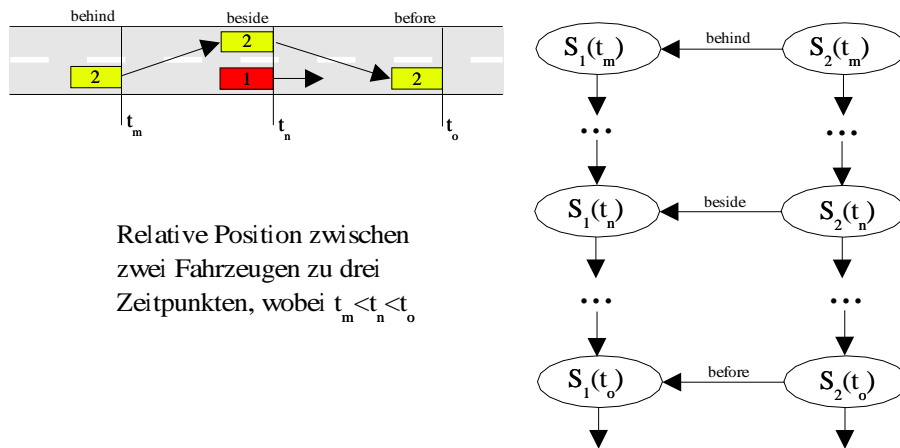 behind beside before
2
2 1 2
t_m t_n t_o
Relative Position zwischen
zwei Fahrzeugen zu drei
Zeitpunkten, wobei t_m<t_n<t_o
S_1(t_m) behind S_2(t_m)
... ...
S_1(t_n) beside S_2(t_n)
... ...
S_1(t_o) before S_2(t_o)